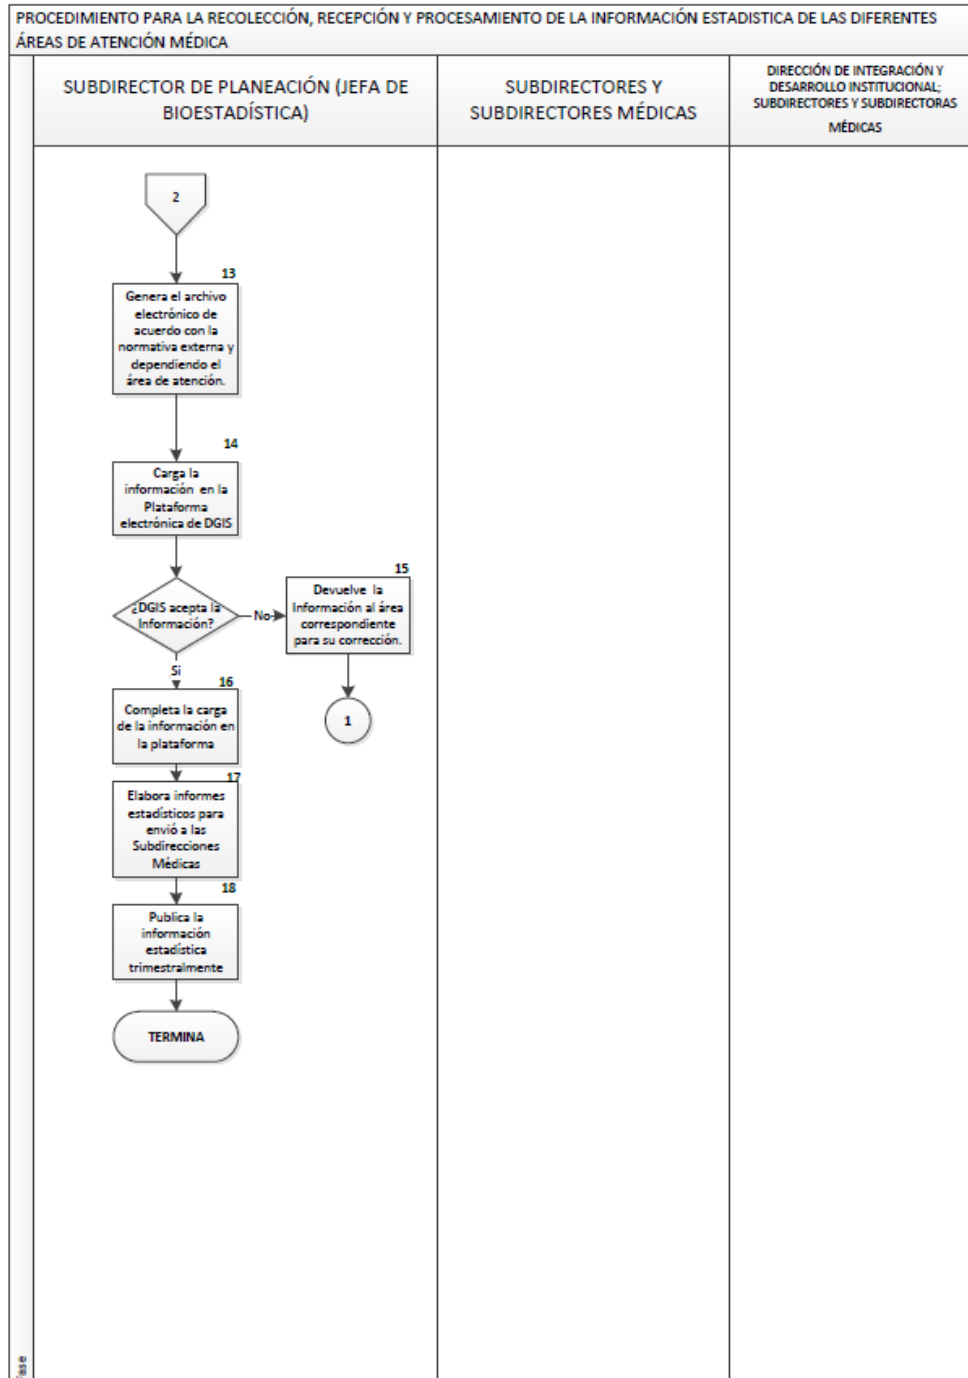 PROCEDIMIENTO PARA LA RECOLECCIÓN, RECEPCIÓN Y PROCESAMIENTO DE LA INFORMACIÓN ESTADISTICA DE LAS DIFERENTES
ÁREAS DE ATENCIÓN MÉDICA
SUBDIRECTOR DE PLANEACIÓN (JEFA DE
BIOESTADÍSTICA)
SUBDIRECTORES Y
SUBDIRECTORES MÉDICAS
DIRECCIÓN DE INTEGRACIÓN Y
DESARROLLO INSTITUCIONAL;
SUBDIRECTORES Y SUBDIRECTORAS
MÉDICAS
2
13
Genera el archivo
electrónico de
acuerdo con la
normativa externa y
dependiendo el
área de atención.
14
Carga la
información en la
Plataforma
electrónica de DGIS
¿DGIS acepta la
Información?
No
15
Devuelve la
Información al área
correspondiente
para su corrección.
1
Si
16
Completa la carga
de la información en
la plataforma
17
Elabora informes
estadísticos para
envió a las
Subdirecciones
Médicas
18
Publica la
información
estadística
trimestralmente
TERMINA
Fase